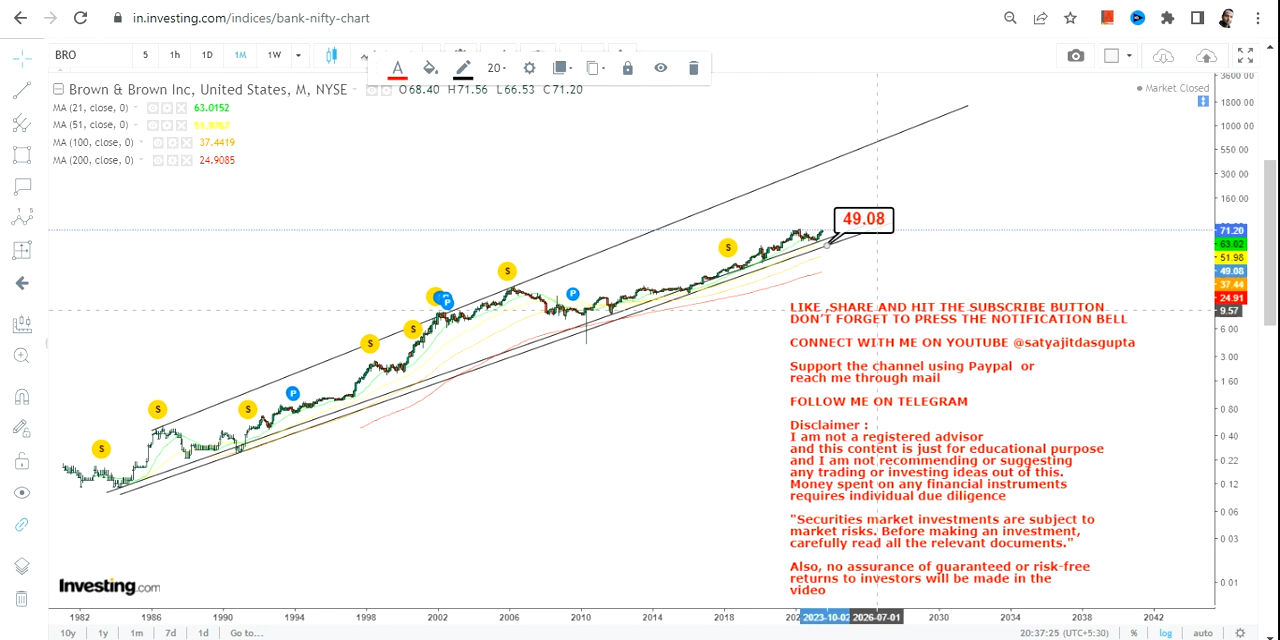 in.investing.com/indices/bank-nifty-chart
BRO 5 1h 1D 1M 1W
A 20
Brown & Brown Inc, United States, M, NYSE O68.40 H71.56 L66.53 C71.20
Market Closed
MA (21, close, 0) 63.0152
MA (51, close, 0)
MA (100, close, 0) 37.4419
MA (200, close, 0) 24.9085
3600.00
1800.00
1000.00
550.00
300.00
160.00
71.20
63.02
51.98
49.08
37.44
24.91
9.57
6.00
3.00
1.60
0.80
0.40
0.22
0.12
0.06
0.03
0.01
49.08
S
S
S
S
S
S
S
P
P
P
LIKE ,SHARE AND HIT THE SUBSCRIBE BUTTON
DON'T FORGET TO PRESS THE NOTIFICATION BELL
CONNECT WITH ME ON YOUTUBE @satyajitdasgupta
Support the channel using Paypal or
reach me through mail
FOLLOW ME ON TELEGRAM
Disclaimer :
I am not a registered advisor
and this content is just for educational purpose
and I am not recommending or suggesting
any trading or investing ideas out of this.
Money spent on any financial instruments
requires individual due diligence
"Securities market investments are subject to
market risks. Before making an investment,
carefully read all the relevant documents."
Also, no assurance of guaranteed or risk-free
returns to investors will be made in the
video
Investing.com
1982 1986 1990 1994 1998 2002 2006 2010 2014 2018 2023-10-02 2026-07-01 2030 2034 2038 2042
10y 1y 1m 7d 1d Go to... 20:37:25 (UTC+5:30) % log auto